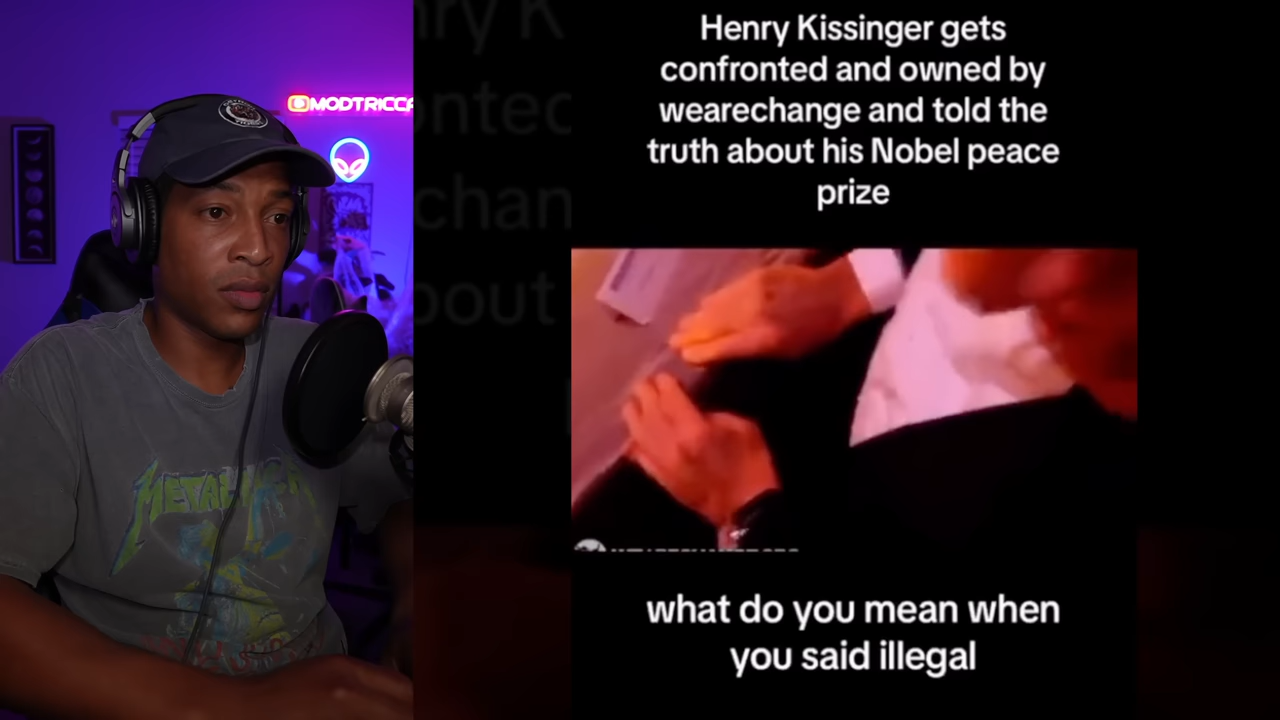 MODTRICCA
METALLICA
Henry Kissinger gets
confronted and owned by
wearechange and told the
truth about his Nobel peace
prize
what do you mean when
you said illegal